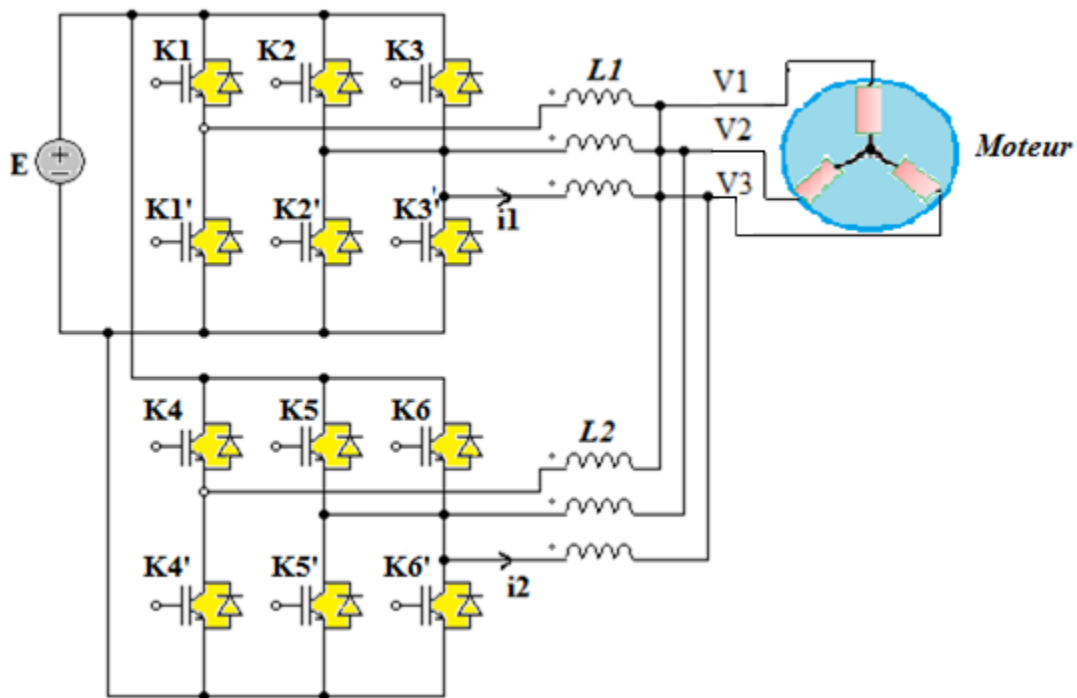 K1 K2 K3
L1
V1
V2
Moteur
E
+
−
V3
K1' K2' K3'
i1
K4 K5 K6
L2
K4' K5' K6'
i2